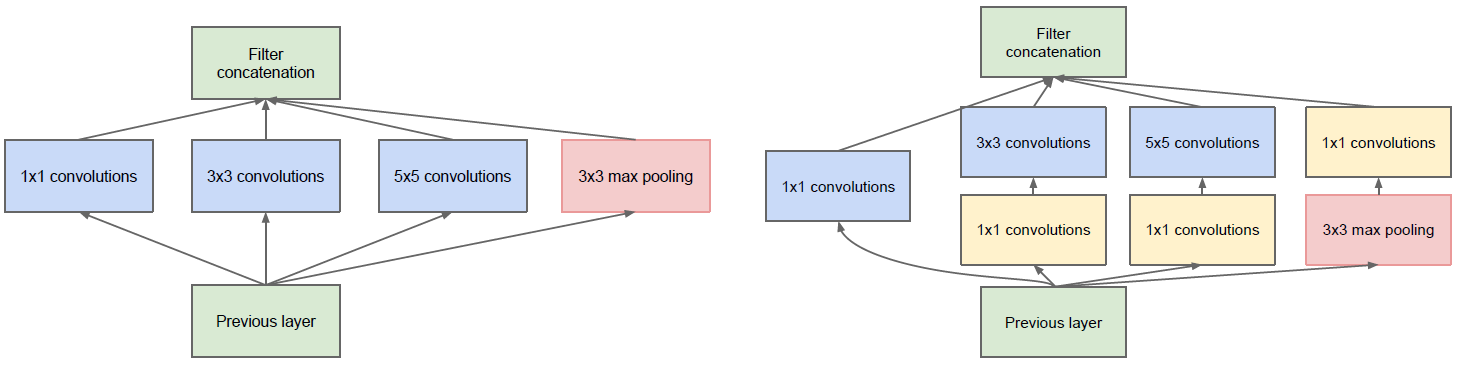 Filter
concatenation
1x1 convolutions
3x3 convolutions
5x5 convolutions
3x3 max pooling
Previous layer
Filter
concatenation
3x3 convolutions
5x5 convolutions
1x1 convolutions
1x1 convolutions
1x1 convolutions
1x1 convolutions
3x3 max pooling
Previous layer